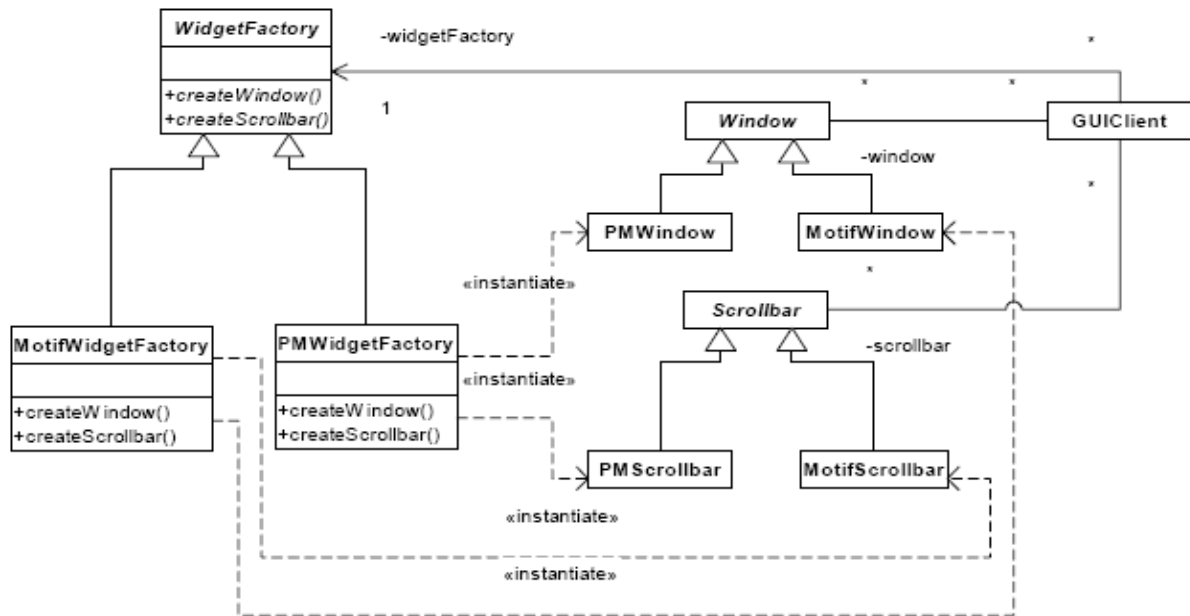 WidgetFactory
+createWindow()
+createScrollbar()
-widgetFactory
1
*
*
*
GUIClient
Window
-window
*
PMWindow
MotifWindow
«instantiate»
*
Scrollbar
-scrollbar
MotifWidgetFactory
+createWindow()
+createScrollbar()
PMWidgetFactory
+createWindow()
+createScrollbar()
«instantiate»
PMScrollbar
MotifScrollbar
«instantiate»
«instantiate»